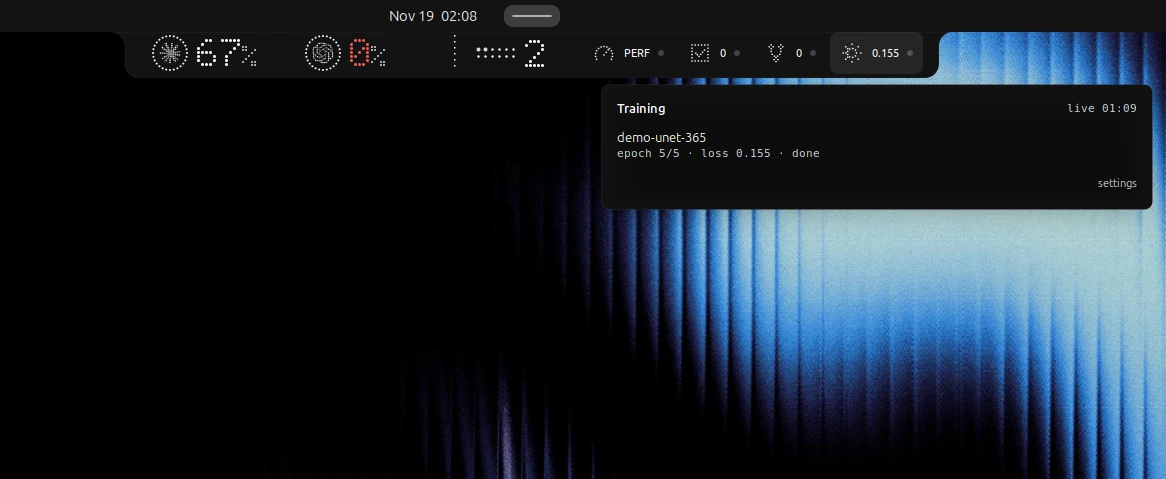 Nov 19 02:08
67% 0% 2 PERF 0 0 0.155
Training live 01:09
demo-unet-365
epoch 5/5 · loss 0.155 · done
settings